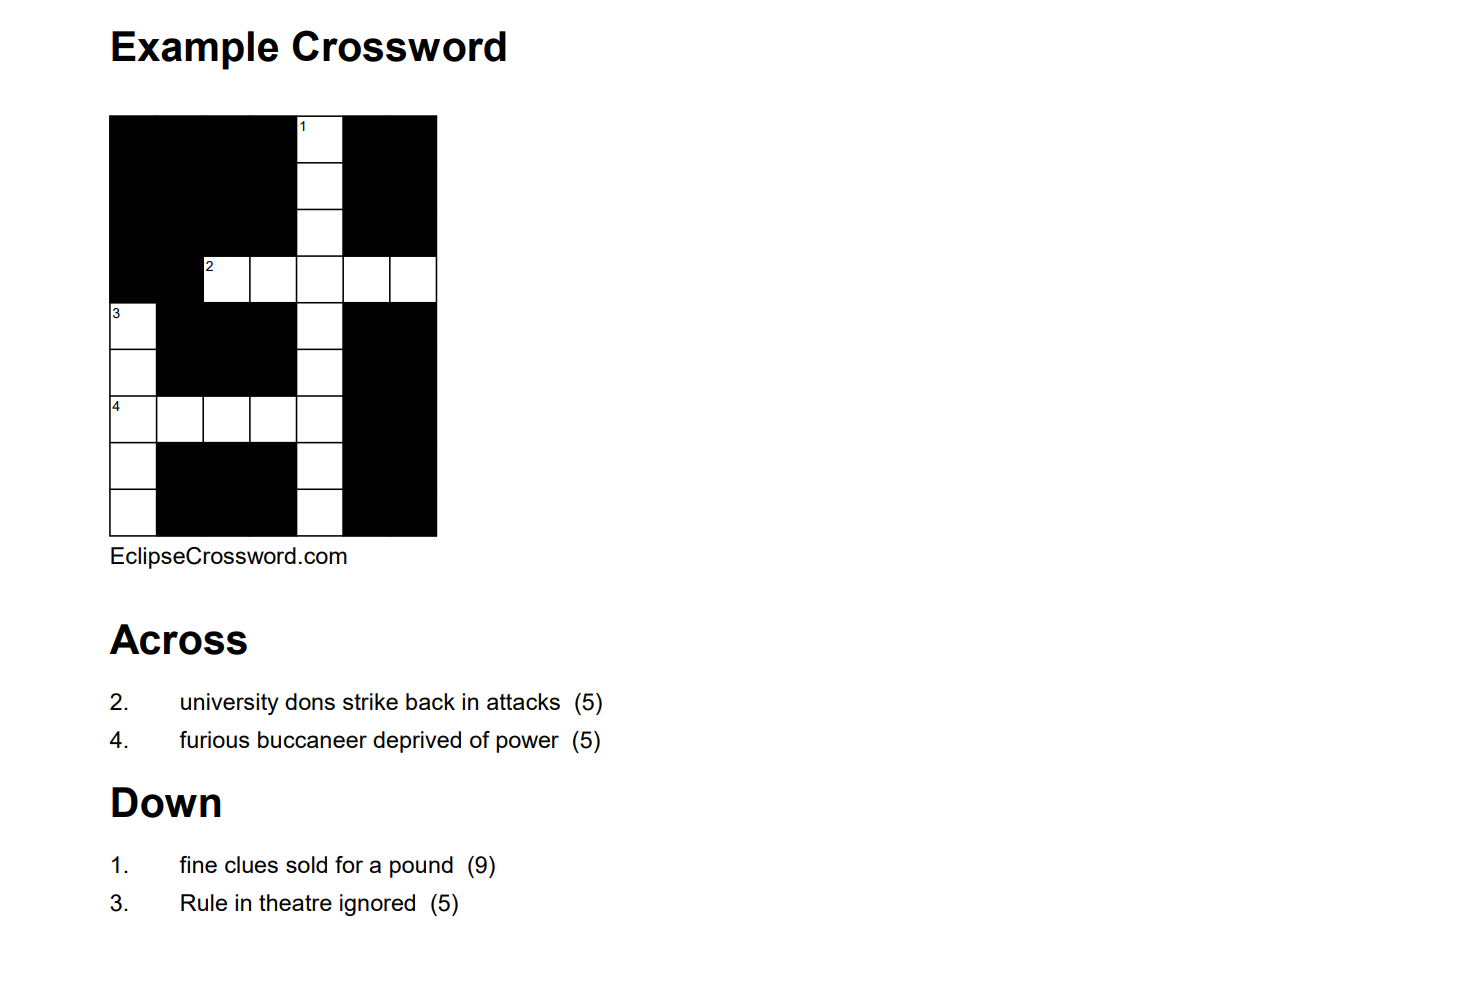 Example Crossword
1
2
3
4
EclipseCrossword.com
Across
2. university dons strike back in attacks (5)
4. furious buccaneer deprived of power (5)
Down
1. fine clues sold for a pound (9)
3. Rule in theatre ignored (5)